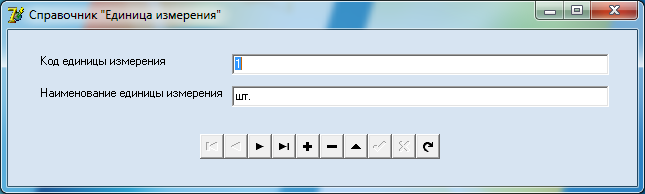 Справочник "Единица измерения"
Код единицы измерения
1
Наименование единицы измерения
шт.